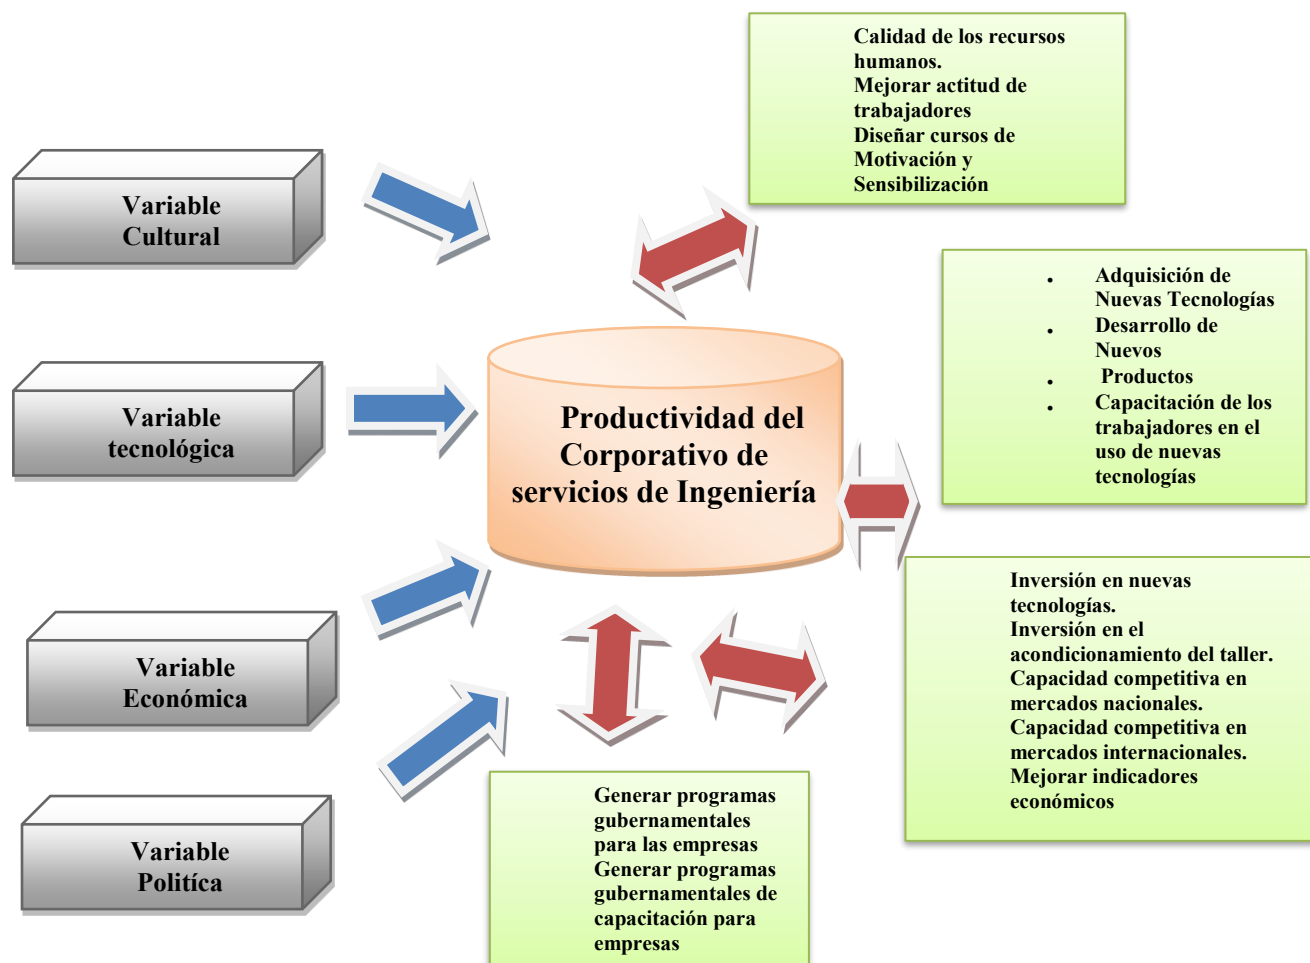 Calidad de los recursos
humanos.
Mejorar actitud de
trabajadores
Diseñar cursos de
Motivación y
Sensibilización
Variable
Cultural
. Adquisición de
Nuevas Tecnologías
. Desarrollo de
Nuevos
. Productos
. Capacitación de los
trabajadores en el
uso de nuevas
tecnologías
Variable
tecnológica
Productividad del
Corporativo de
servicios de Ingeniería
Inversión en nuevas
tecnologías.
Inversión en el
acondicionamiento del taller.
Capacidad competitiva en
mercados nacionales.
Capacidad competitiva en
mercados internacionales.
Mejorar indicadores
económicos
Variable
Económica
Variable
Politíca
Generar programas
gubernamentales
para las empresas
Generar programas
gubernamentales de
capacitación para
empresas